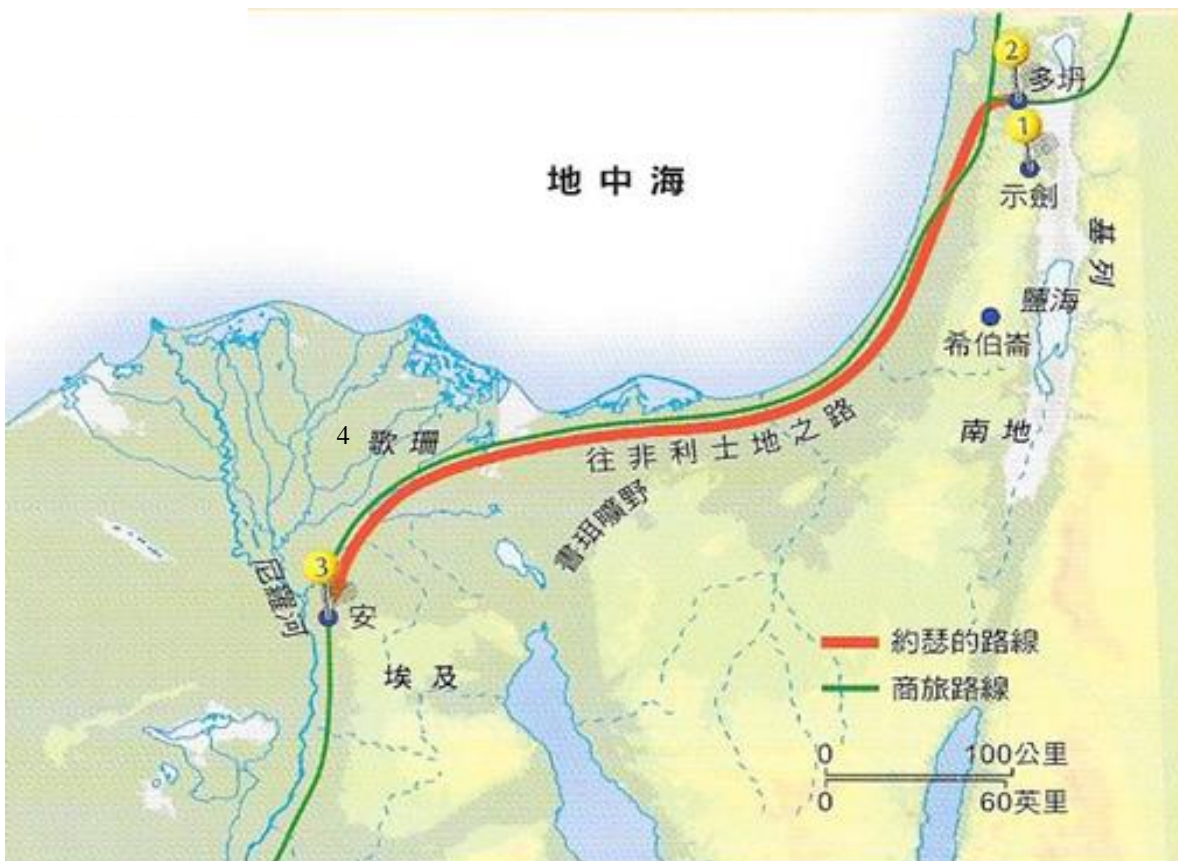 2
多坍
1
地中海
示劍
基列
鹽海
希伯崙
南地
往非利士地之路
4 歌珊
書珥曠野
3
尼羅河
安
約瑟的路線
埃及
商旅路線
0 100公里
0 60英里